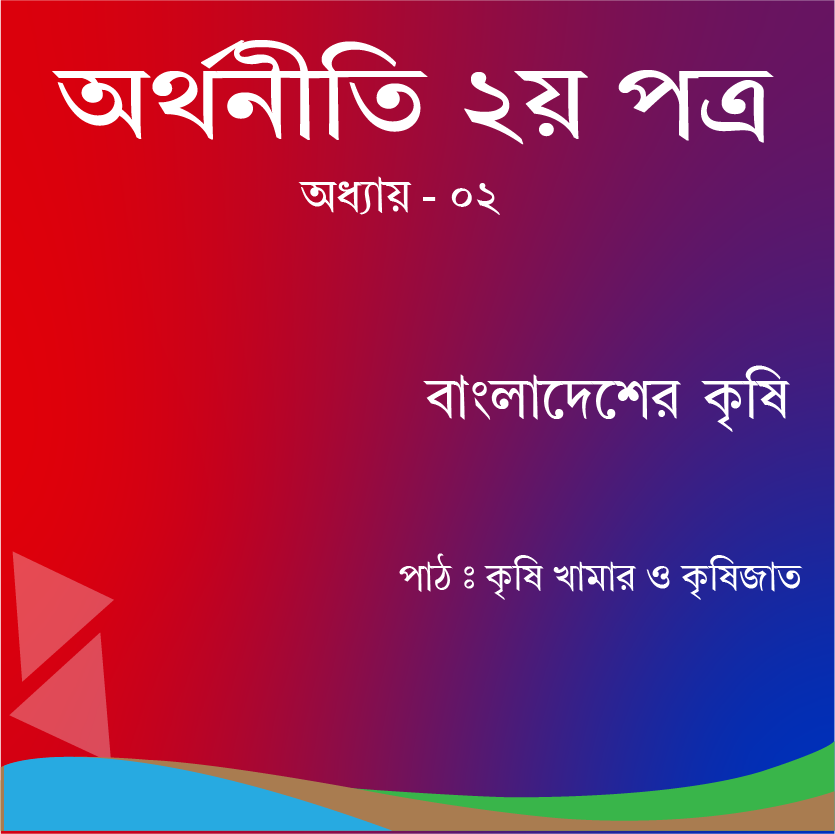 অর্থনীতি ২য় পত্র
অধ্যায় - ০২
বাংলাদেশের কৃষি
পাঠ ঃ কৃষি খামার ও কৃষিজাত